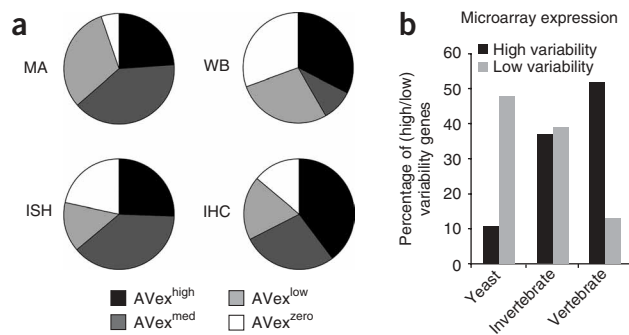 a
MA
WB
ISH
IHC
AVex^high
AVex^low
AVex^med
AVex^zero
b
Microarray expression
High variability
Low variability
Percentage of (high/low)
variability genes
60
50
40
30
20
10
0
Yeast
Invertebrate
Vertebrate